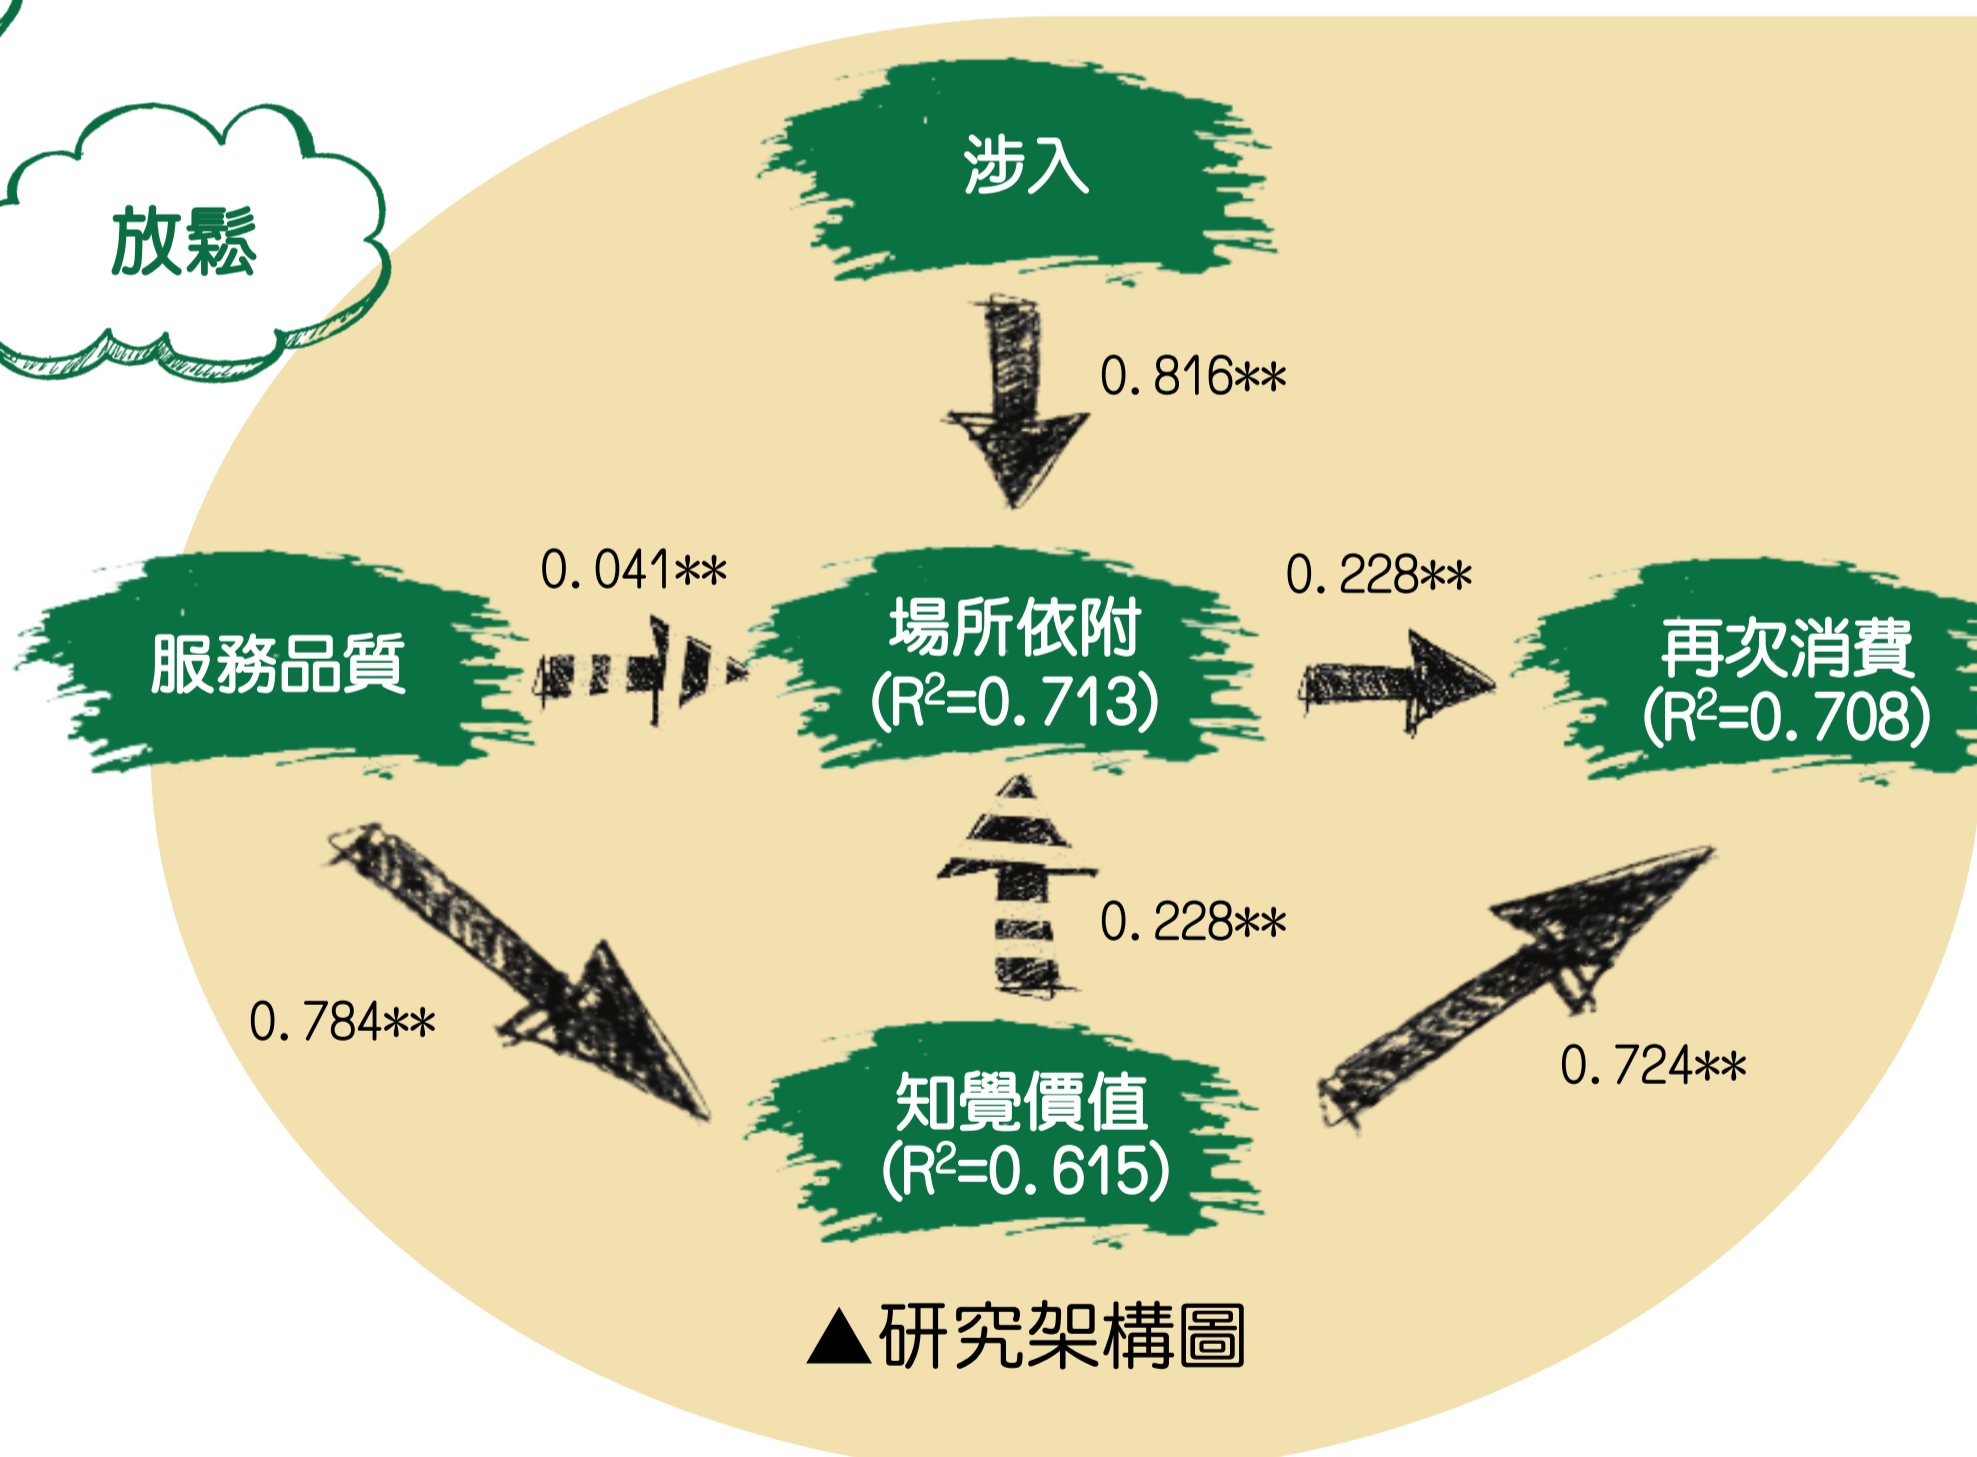 放鬆
涉入
0.816**
0.041**
0.228**
服務品質
場所依附
(R²=0.713)
再次消費
(R²=0.708)
0.784**
0.228**
0.724**
知覺價值
(R²=0.615)
▲研究架構圖